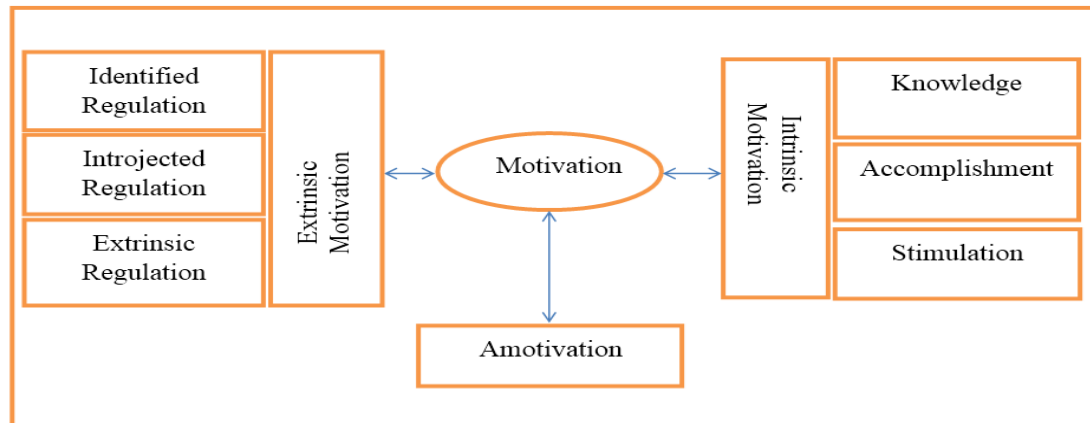 Identified
Regulation
Introjected
Regulation
Extrinsic
Regulation
Extrinsic
Motivation
Motivation
Amotivation
Intrinsic
Motivation
Knowledge
Accomplishment
Stimulation